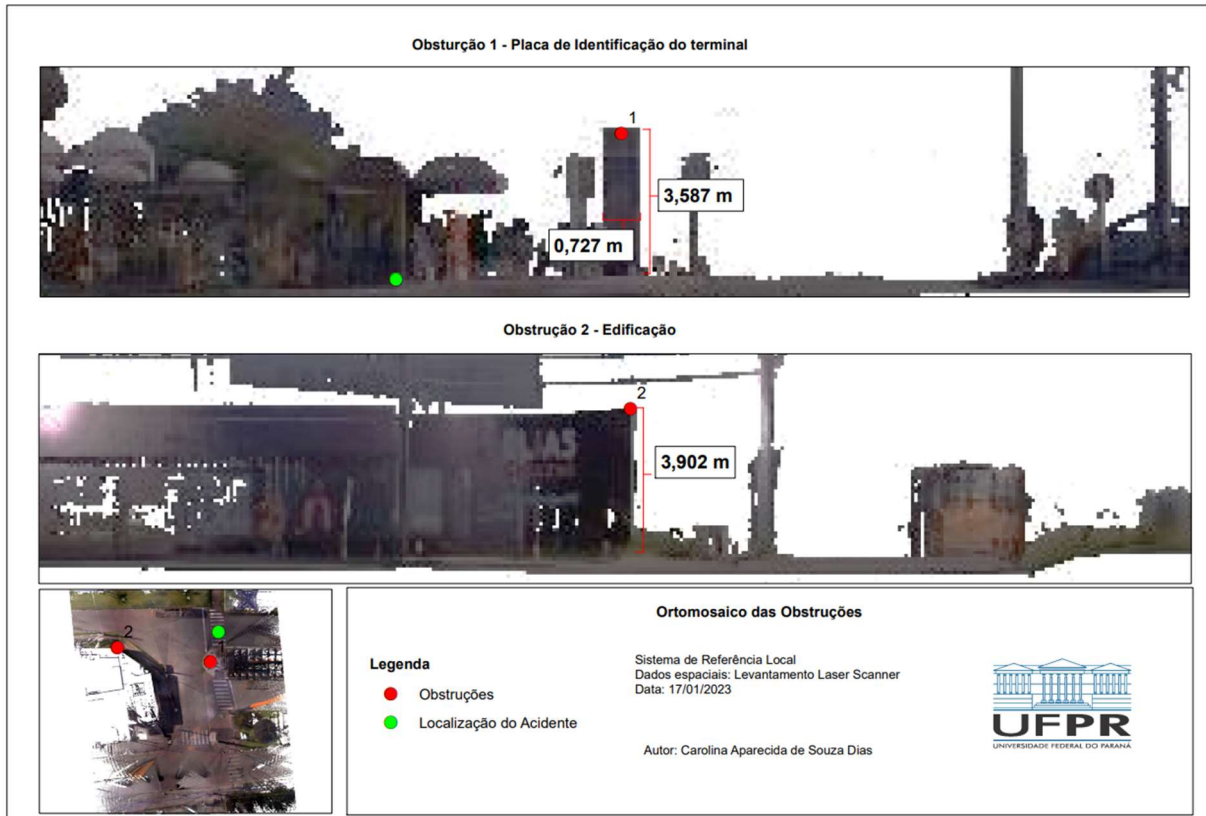 Obsturção 1 - Placa de Identificação do terminal
1
3,587 m
0,727 m
Obstrução 2 - Edificação
2
3,902 m
2
Ortomosaico das Obstruções
Legenda
Obstruções
Localização do Acidente
Sistema de Referência Local
Dados espaciais: Levantamento Laser Scanner
Data: 17/01/2023
Autor: Carolina Aparecida de Souza Dias
UFPR
UNIVERSIDADE FEDERAL DO PARANÁ